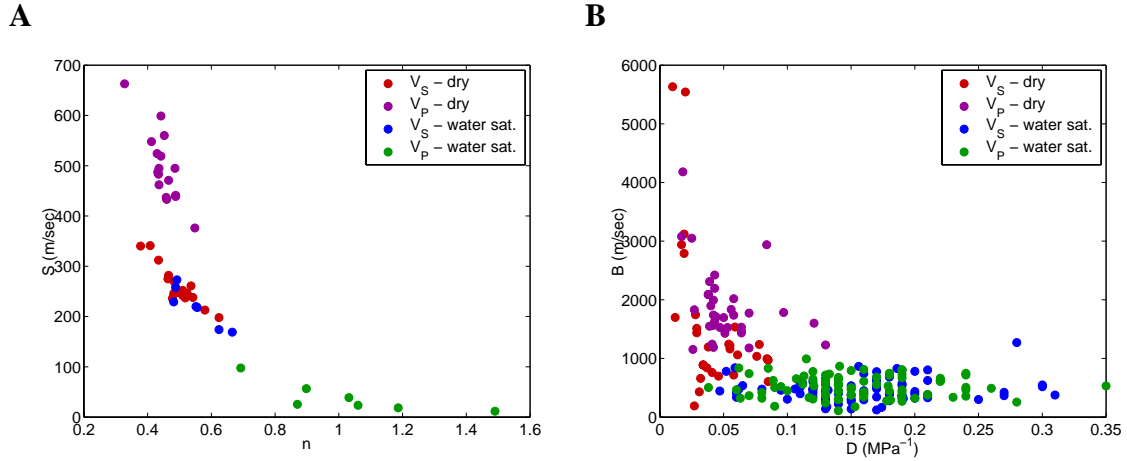 A
B
700
600
500
400
300
200
100
0
S (m/sec)
0.2 0.4 0.6 0.8 1 1.2 1.4 1.6
n
V_S – dry
V_P – dry
V_S – water sat.
V_P – water sat.
6000
5000
4000
3000
2000
1000
0
B (m/sec)
0 0.05 0.1 0.15 0.2 0.25 0.3 0.35
D (MPa⁻¹)
V_S – dry
V_P – dry
V_S – water sat.
V_P – water sat.